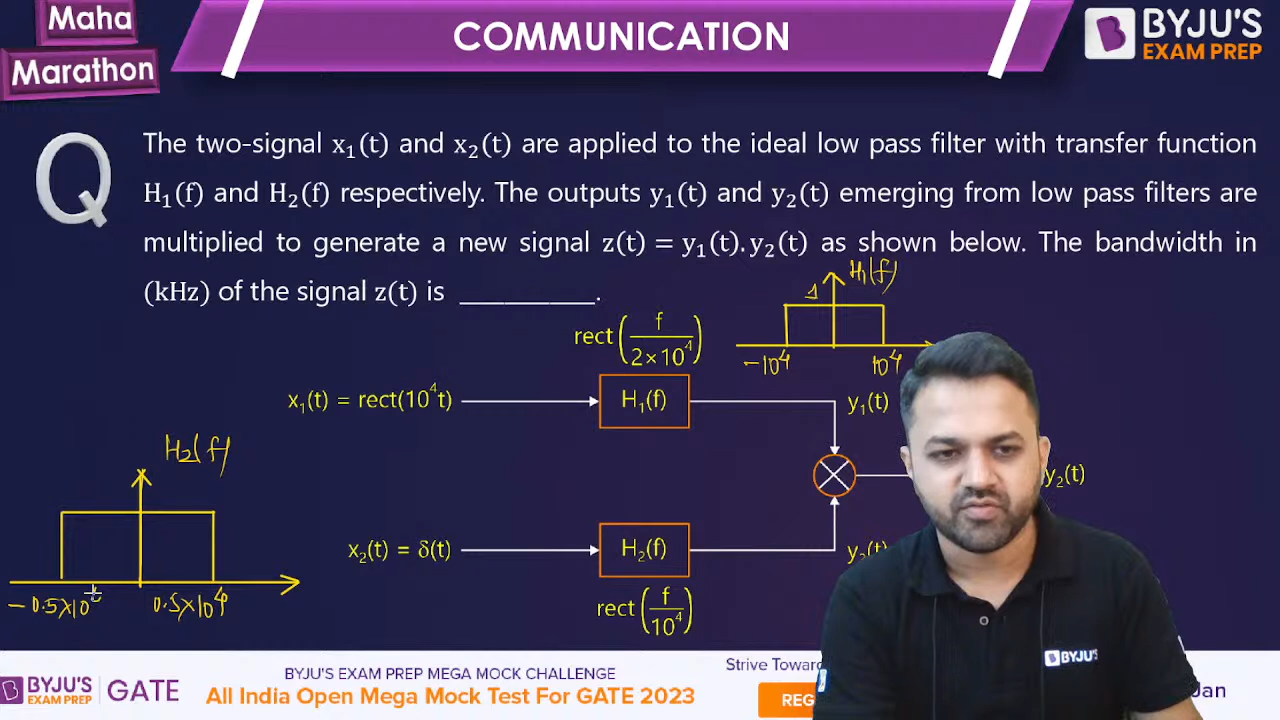 Maha
Marathon
COMMUNICATION
BYJU'S
EXAM PREP
Q
The two-signal x₁(t) and x₂(t) are applied to the ideal low pass filter with transfer function
H₁(f) and H₂(f) respectively. The outputs y₁(t) and y₂(t) emerging from low pass filters are
multiplied to generate a new signal z(t) = y₁(t).y₂(t) as shown below. The bandwidth in
(kHz) of the signal z(t) is __________.
H₁(f)
1
-10⁴ 10⁴
rect(f/2×10⁴)
x₁(t) = rect(10⁴t)
H₁(f)
y₁(t)
H₂(f)
y₂(t)
x₂(t) = δ(t)
H₂(f)
y₂(t)
rect(f/10⁴)
-0.5×10 0.5×10⁴
BYJU'S
BYJU'S
EXAM PREP
GATE
BYJU'S EXAM PREP MEGA MOCK CHALLENGE
All India Open Mega Mock Test For GATE 2023
Strive Towar
REG
Jan